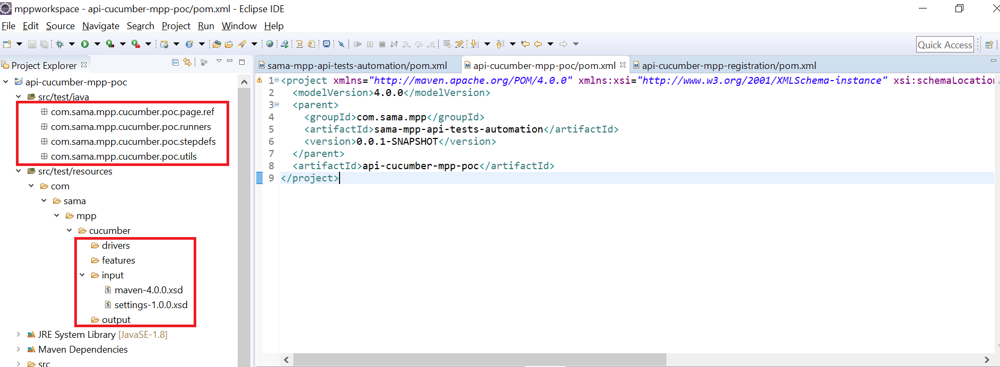 mppworkspace - api-cucumber-mpp-poc/pom.xml - Eclipse IDE
File Edit Source Navigate Search Project Run Window Help
Quick Access
Project Explorer
api-cucumber-mpp-poc
src/test/java
com.sama.mpp.cucumber.poc.page.ref
com.sama.mpp.cucumber.poc.runners
com.sama.mpp.cucumber.poc.stepdefs
com.sama.mpp.cucumber.poc.utils
src/test/resources
com
sama
mpp
cucumber
drivers
features
input
maven-4.0.0.xsd
settings-1.0.0.xsd
output
JRE System Library [JavaSE-1.8]
Maven Dependencies
src
sama-mpp-api-tests-automation/pom.xml api-cucumber-mpp-poc/pom.xml api-cucumber-mpp-registration/pom.xml
1 <project xmlns="http://maven.apache.org/POM/4.0.0" xmlns:xsi="http://www.w3.org/2001/XMLSchema-instance" xsi:schemaLocation
2 <modelVersion>4.0.0</modelVersion>
3 <parent>
4 <groupId>com.sama.mpp</groupId>
5 <artifactId>sama-mpp-api-tests-automation</artifactId>
6 <version>0.0.1-SNAPSHOT</version>
7 </parent>
8 <artifactId>api-cucumber-mpp-poc</artifactId>
9 </project>